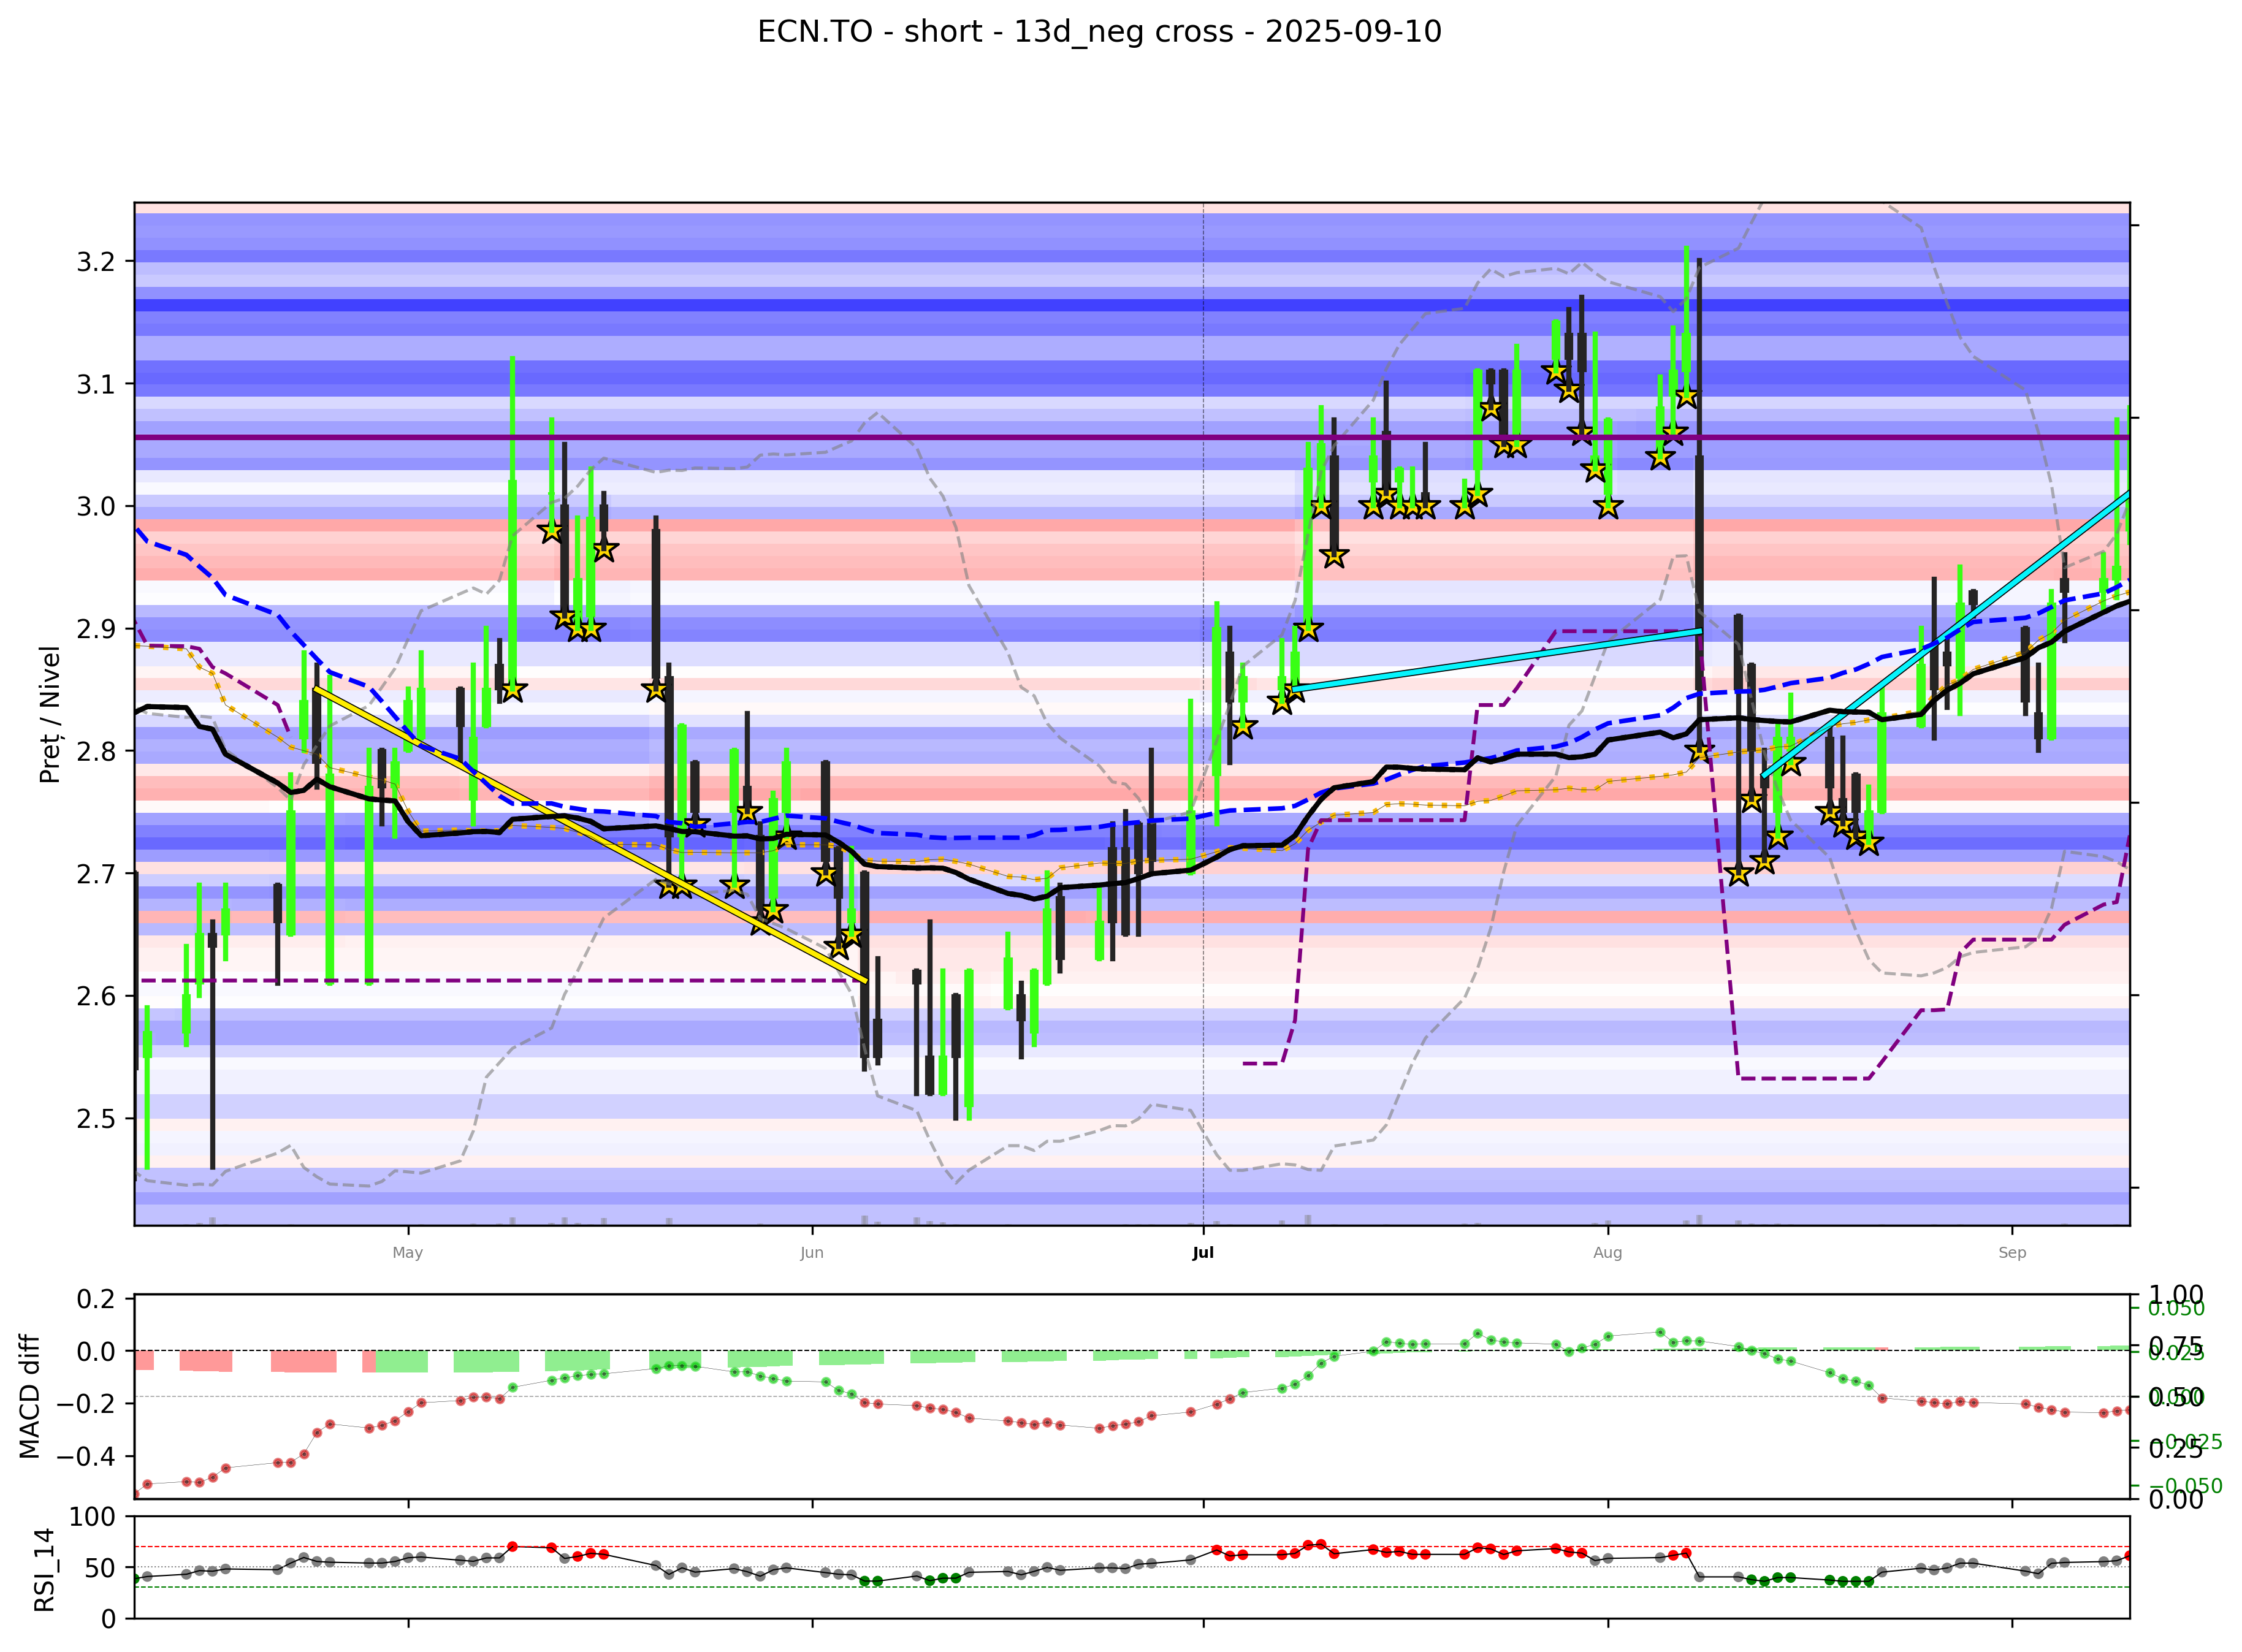 ECN.TO - short - 13d_neg cross - 2025-09-10
Preț / Nivel
3.2
3.1
3.0
2.9
2.8
2.7
2.6
2.5
May
Jun
Jul
Aug
Sep
MACD diff
0.2
0.0
−0.2
−0.4
1.00
0.75
0.50
0.25
0.00
0.050
0.025
0.000
−0.025
−0.050
RSI_14
100
50
0